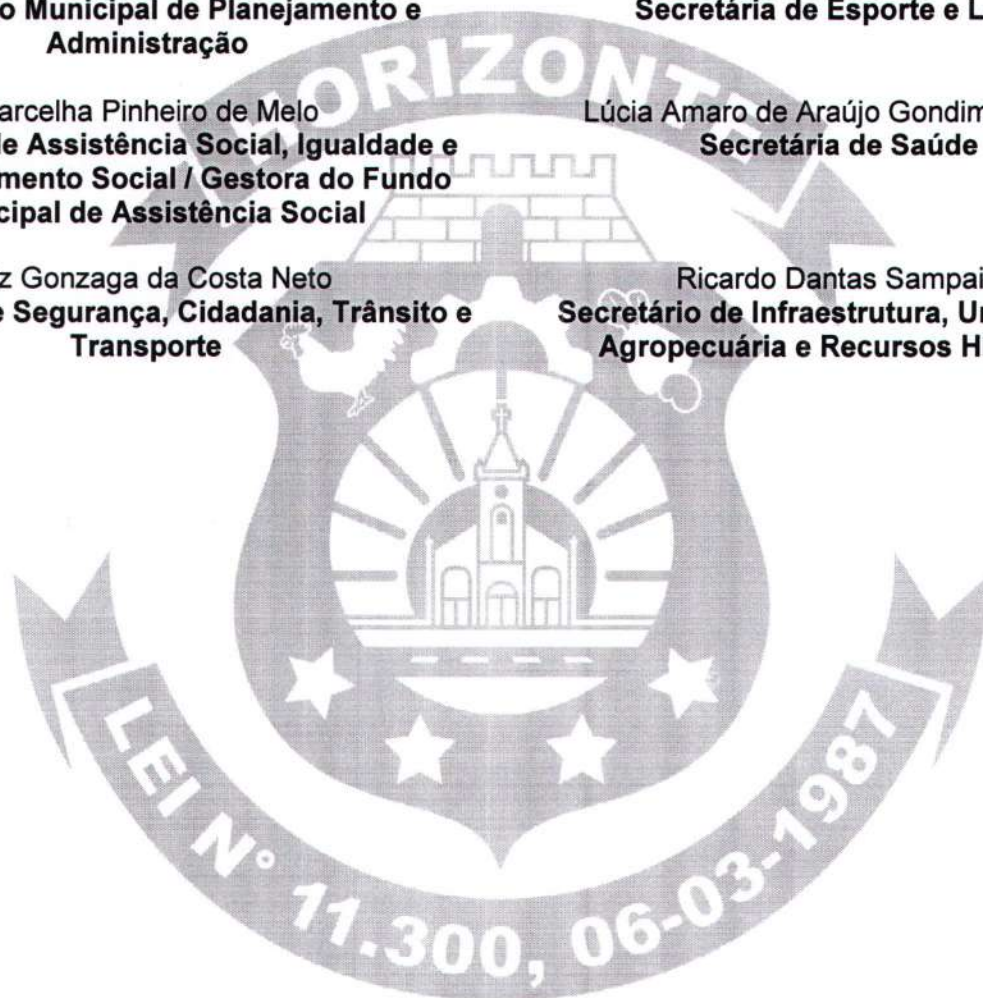 o Municipal de Planejamento e
Administração
Secretária de Esporte e L
HORIZONTE
arcelha Pinheiro de Melo
de Assistência Social, Igualdade e
mento Social / Gestora do Fundo
cipal de Assistência Social
Lúcia Amaro de Araújo Gondim
Secretária de Saúde
z Gonzaga da Costa Neto
e Segurança, Cidadania, Trânsito e
Transporte
Ricardo Dantas Sampai
Secretário de Infraestrutura, Ur
Agropecuária e Recursos H
LEI N° 11.300, 06-03-1987